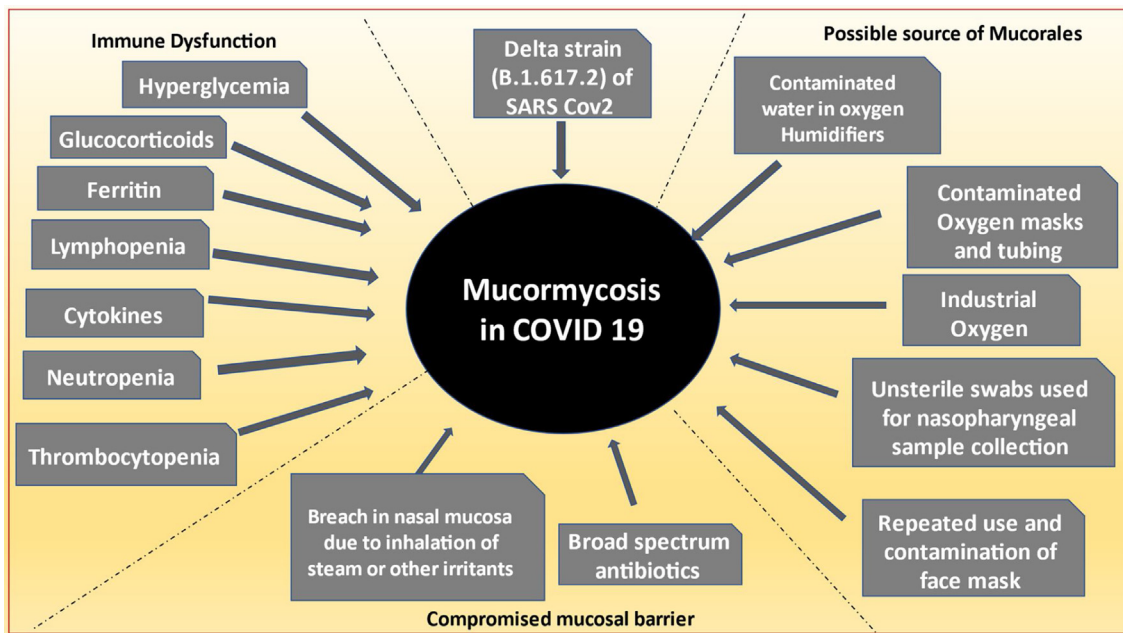 Immune Dysfunction
Hyperglycemia
Glucocorticoids
Ferritin
Lymphopenia
Cytokines
Neutropenia
Thrombocytopenia
Delta strain
(B.1.617.2) of
SARS Cov2
Possible source of Mucorales
Contaminated
water in oxygen
Humidifiers
Contaminated
Oxygen masks
and tubing
Industrial
Oxygen
Unsterile swabs used
for nasopharyngeal
sample collection
Repeated use and
contamination of
face mask
Mucormycosis
in COVID 19
Breach in nasal mucosa
due to inhalation of
steam or other irritants
Broad spectrum
antibiotics
Compromised mucosal barrier